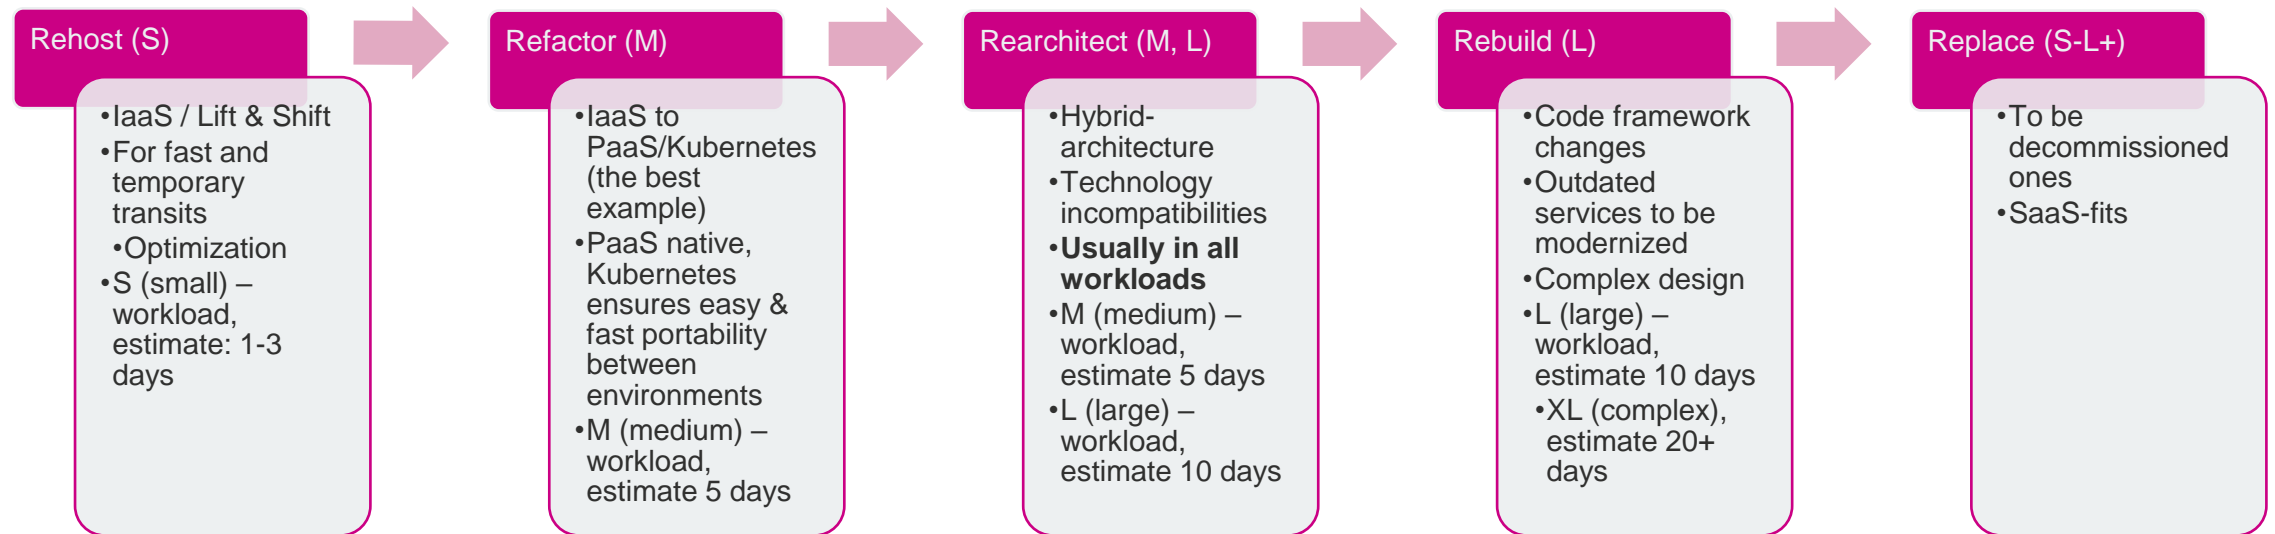 Rehost (S)
•IaaS / Lift & Shift
•For fast and
temporary
transits
•Optimization
•S (small) –
workload,
estimate: 1-3
days
Refactor (M)
•IaaS to
PaaS/Kubernetes
(the best
example)
•PaaS native,
Kubernetes
ensures easy &
fast portability
between
environments
•M (medium) –
workload,
estimate 5 days
Rearchitect (M, L)
•Hybrid-
architecture
•Technology
incompatibilities
•Usually in all
workloads
•M (medium) –
workload,
estimate 5 days
•L (large) –
workload,
estimate 10 days
Rebuild (L)
•Code framework
changes
•Outdated
services to be
modernized
•Complex design
•L (large) –
workload,
estimate 10 days
•XL (complex),
estimate 20+
days
Replace (S-L+)
•To be
decommissioned
ones
•SaaS-fits